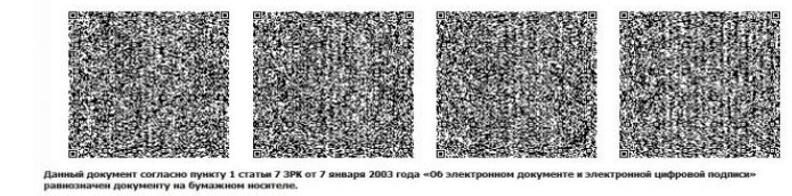 Данный документ согласно пункту 1 статьи 7 ЗРК от 7 января 2003 года «Об электронном документе и электронной цифровой подписи»
равнозначен документу на бумажном носителе.